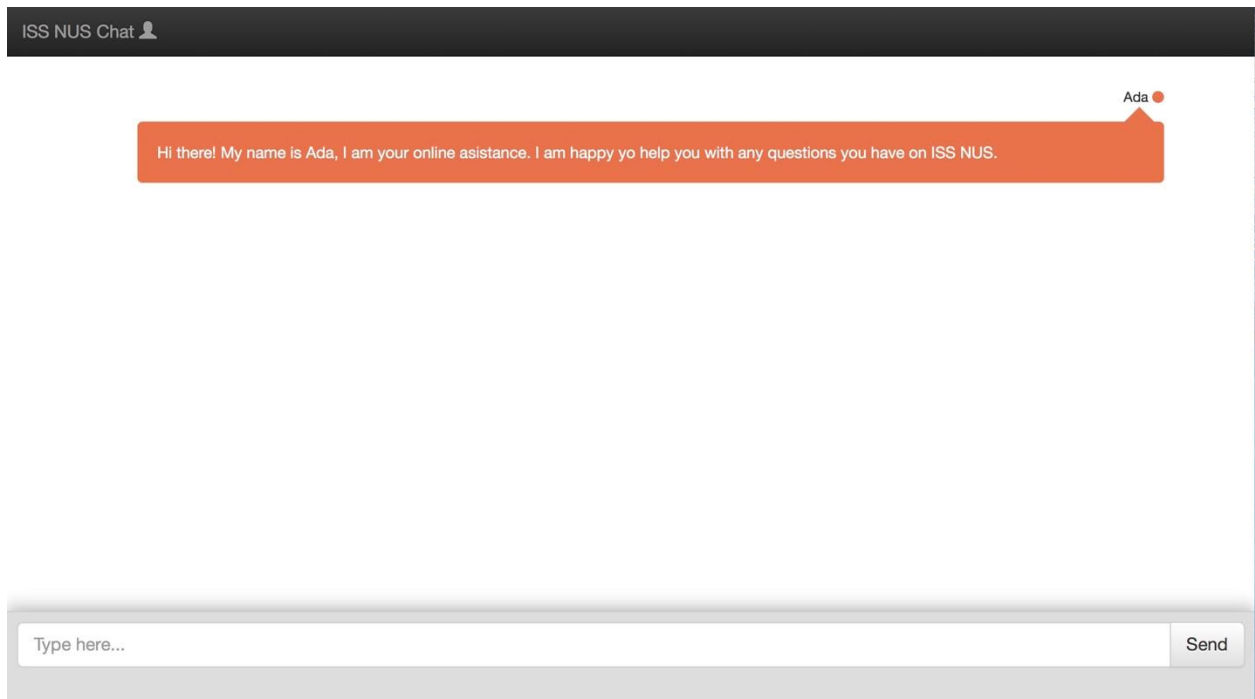 ISS NUS Chat
Ada
Hi there! My name is Ada, I am your online asistance. I am happy yo help you with any questions you have on ISS NUS.
Type here...
Send